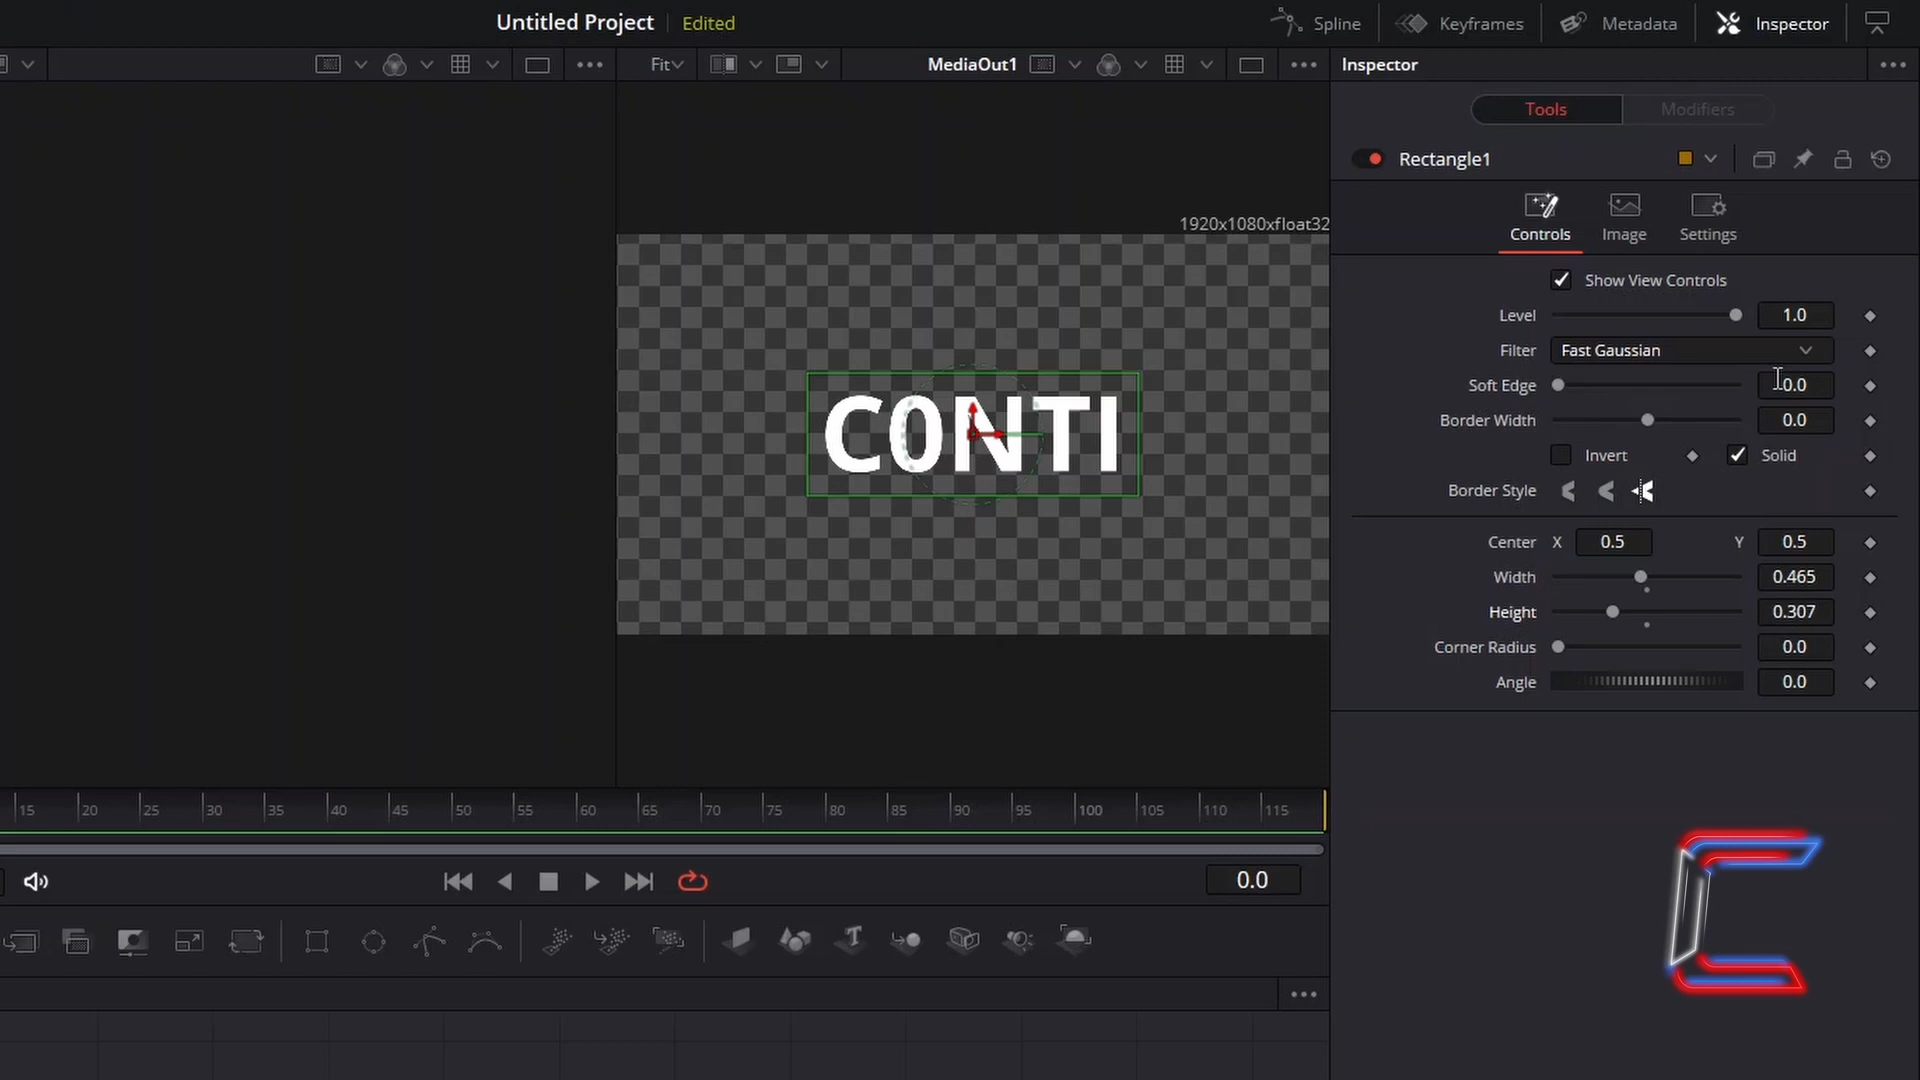 Untitled Project Edited Spline Keyframes Metadata Inspector
Fit MediaOut1 Inspector
Tools Modifiers
Rectangle1
1920x1080xfloat32
Controls Image Settings
Show View Controls
Level 1.0
Filter Fast Gaussian
Soft Edge 0.0
Border Width 0.0
Invert Solid
Border Style
C0NTI
Center X 0.5 Y 0.5
Width 0.465
Height 0.307
Corner Radius 0.0
Angle 0.0
15 20 25 30 35 40 45 50 55 60 65 70 75 80 85 90 95 100 105 110 115
0.0